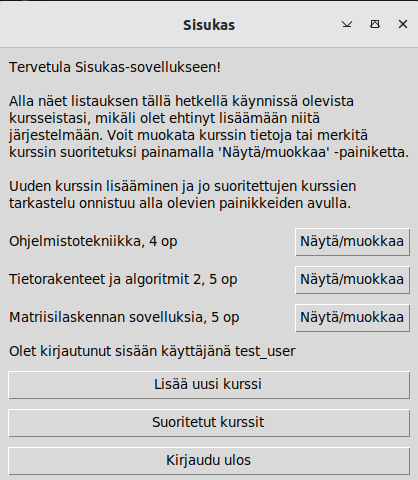 Sisukas
Tervetula Sisukas-sovellukseen!
Alla näet listauksen tällä hetkellä käynnissä olevista
kursseistasi, mikäli olet ehtinyt lisäämään niitä
järjestelmään. Voit muokata kurssin tietoja tai merkitä
kurssin suoritetuksi painamalla 'Näytä/muokkaa' -painiketta.
Uuden kurssin lisääminen ja jo suoritettujen kurssien
tarkastelu onnistuu alla olevien painikkeiden avulla.
Ohjelmistotekniikka, 4 op Näytä/muokkaa
Tietorakenteet ja algoritmit 2, 5 op Näytä/muokkaa
Matriisilaskennan sovelluksia, 5 op Näytä/muokkaa
Olet kirjautunut sisään käyttäjänä test_user
Lisää uusi kurssi
Suoritetut kurssit
Kirjaudu ulos